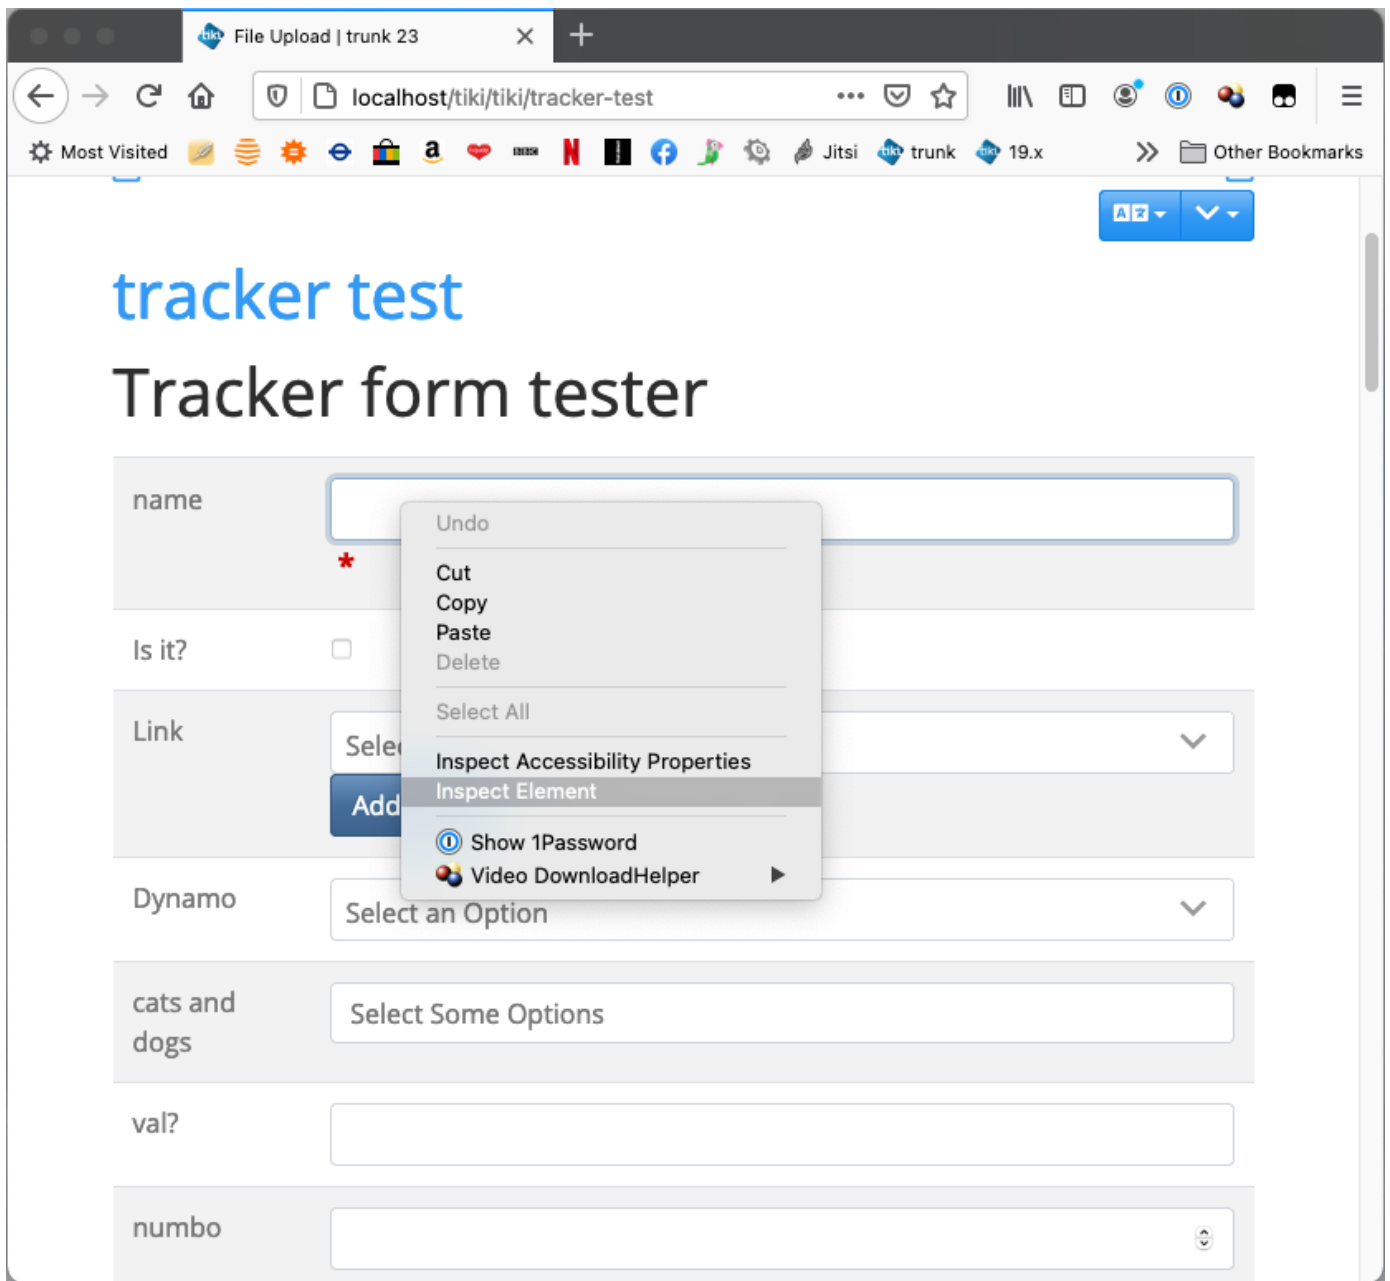 File Upload | trunk 23
localhost/tiki/tiki/tracker-test
Most Visited
Jitsi
trunk
19.x
Other Bookmarks
tracker test
Tracker form tester
name
*
Undo
Cut
Copy
Paste
Delete
Select All
Inspect Accessibility Properties
Inspect Element
Show 1Password
Video DownloadHelper
Is it?
Link
Selec
Add
Dynamo
Select an Option
cats and
dogs
Select Some Options
val?
numbo